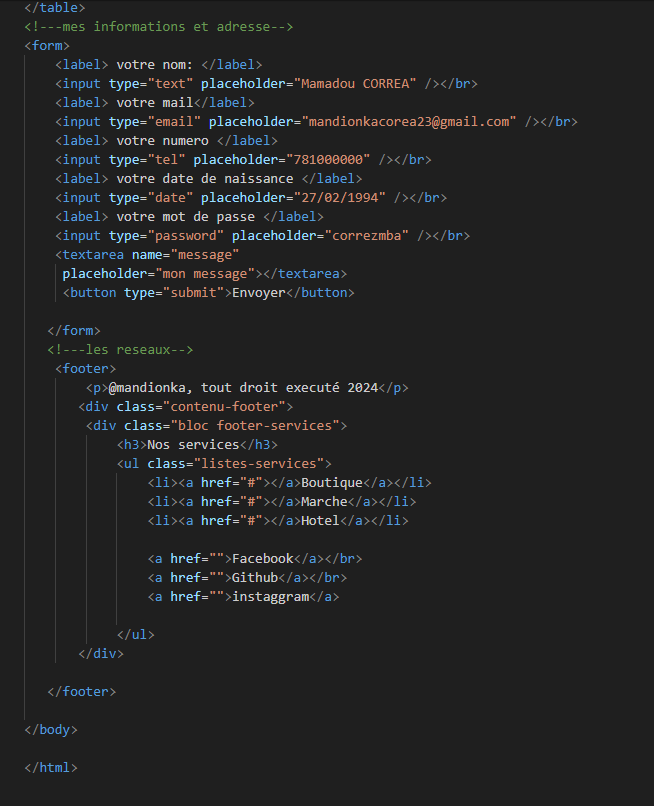 </table>
<!---mes informations et adresse-->
<form>
<label> votre nom: </label>
<input type="text" placeholder="Mamadou CORREA" /></br>
<label> votre mail</label>
<input type="email" placeholder="mandionkacorea23@gmail.com" /></br>
<label> votre numero </label>
<input type="tel" placeholder="781000000" /></br>
<label> votre date de naissance </label>
<input type="date" placeholder="27/02/1994" /></br>
<label> votre mot de passe </label>
<input type="password" placeholder="correzmba" /></br>
<textarea name="message"
placeholder="mon message"></textarea>
<button type="submit">Envoyer</button>
</form>
<!---les reseaux-->
<footer>
<p>@mandionka, tout droit executé 2024</p>
<div class="contenu-footer">
<div class="bloc footer-services">
<h3>Nos services</h3>
<ul class="listes-services">
<li><a href="#"></a>Boutique</a></li>
<li><a href="#"></a>Marche</a></li>
<li><a href="#"></a>Hotel</a></li>
<a href="">Facebook</a></br>
<a href="">Github</a></br>
<a href="">instaggram</a>
</ul>
</div>
</footer>
</body>
</html>